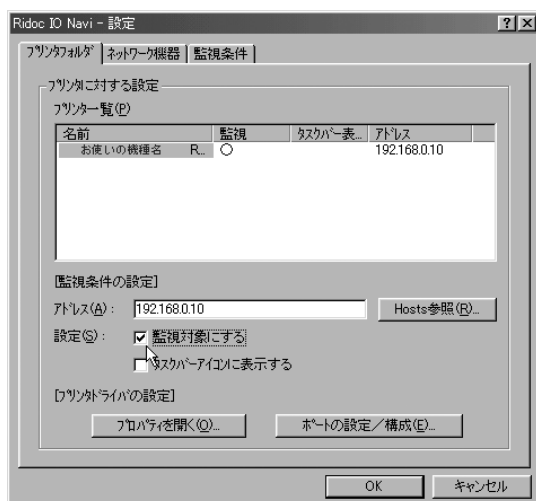 Ridoc IO Navi - 設定
プリンタフォルダ ネットワーク機器 監視条件
プリンタに対する設定
プリンター覧(P)
名前 監視 タスクバー表... アドレス
お使いの機種名 R... ○ 192.168.0.10
[監視条件の設定]
アドレス(A): 192.168.0.10 Hosts参照(R)...
設定(S): 監視対象にする
タスクバーアイコンに表示する
[プリンタドライバの設定]
プロパティを開く(O)... ポートの設定/構成(E)...
OK キャンセル